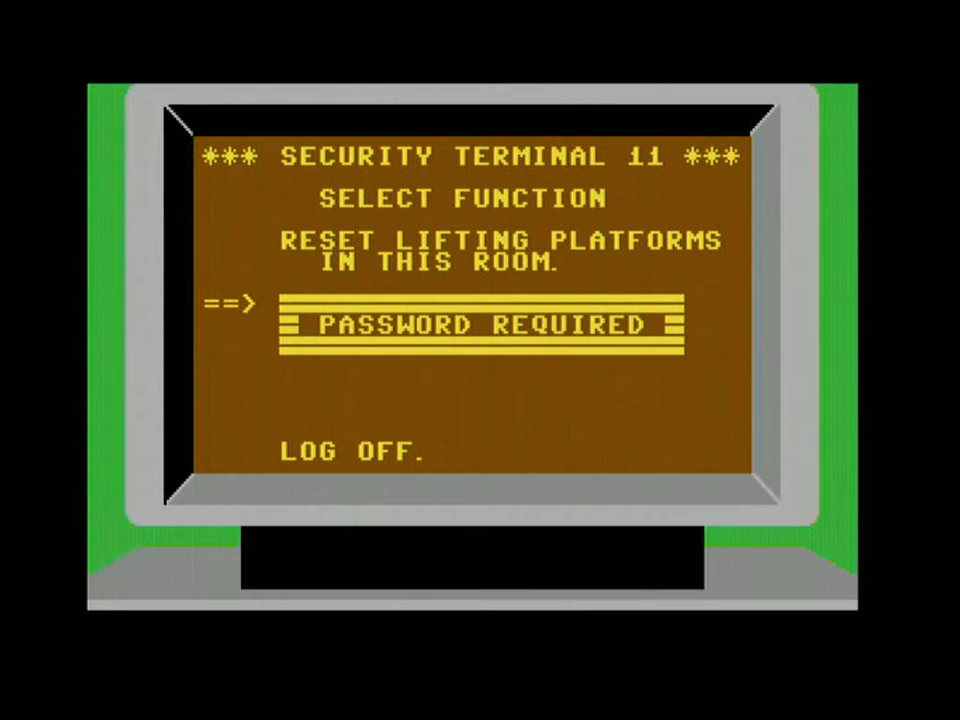 *** SECURITY TERMINAL 11 ***
SELECT FUNCTION
RESET LIFTING PLATFORMS
IN THIS ROOM.
==>
PASSWORD REQUIRED
LOG OFF.